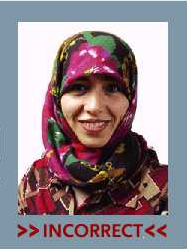 >> INCORRECT <<